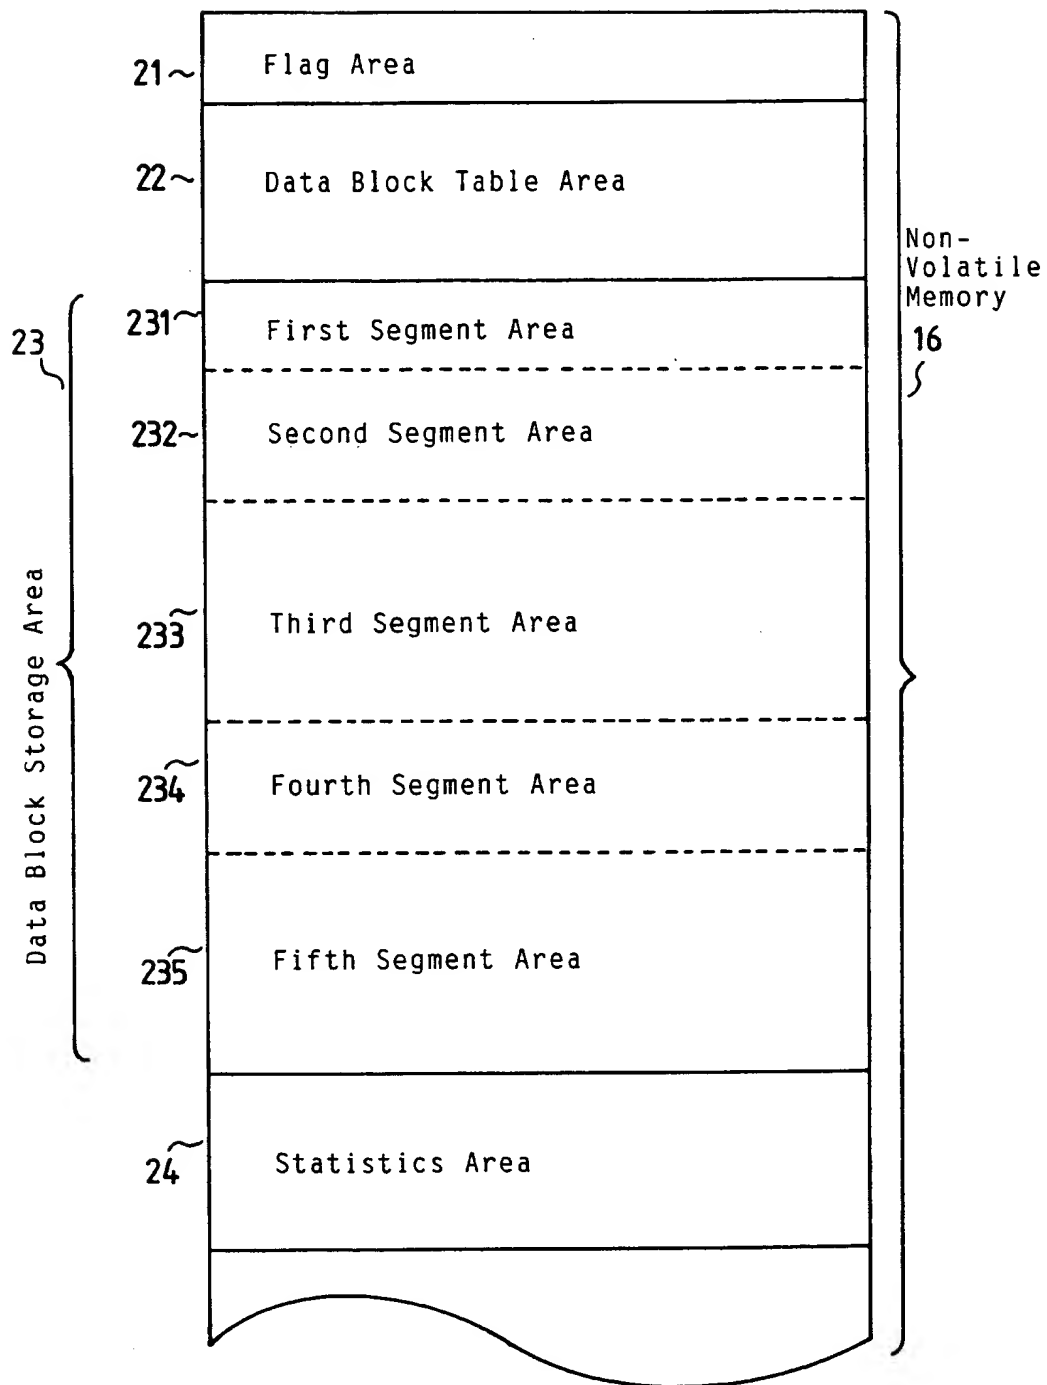 21 Flag Area
22 Data Block Table Area
Non-
Volatile
Memory
16
231 First Segment Area
23
232 Second Segment Area
233 Third Segment Area
Data Block Storage Area
234 Fourth Segment Area
235 Fifth Segment Area
24 Statistics Area